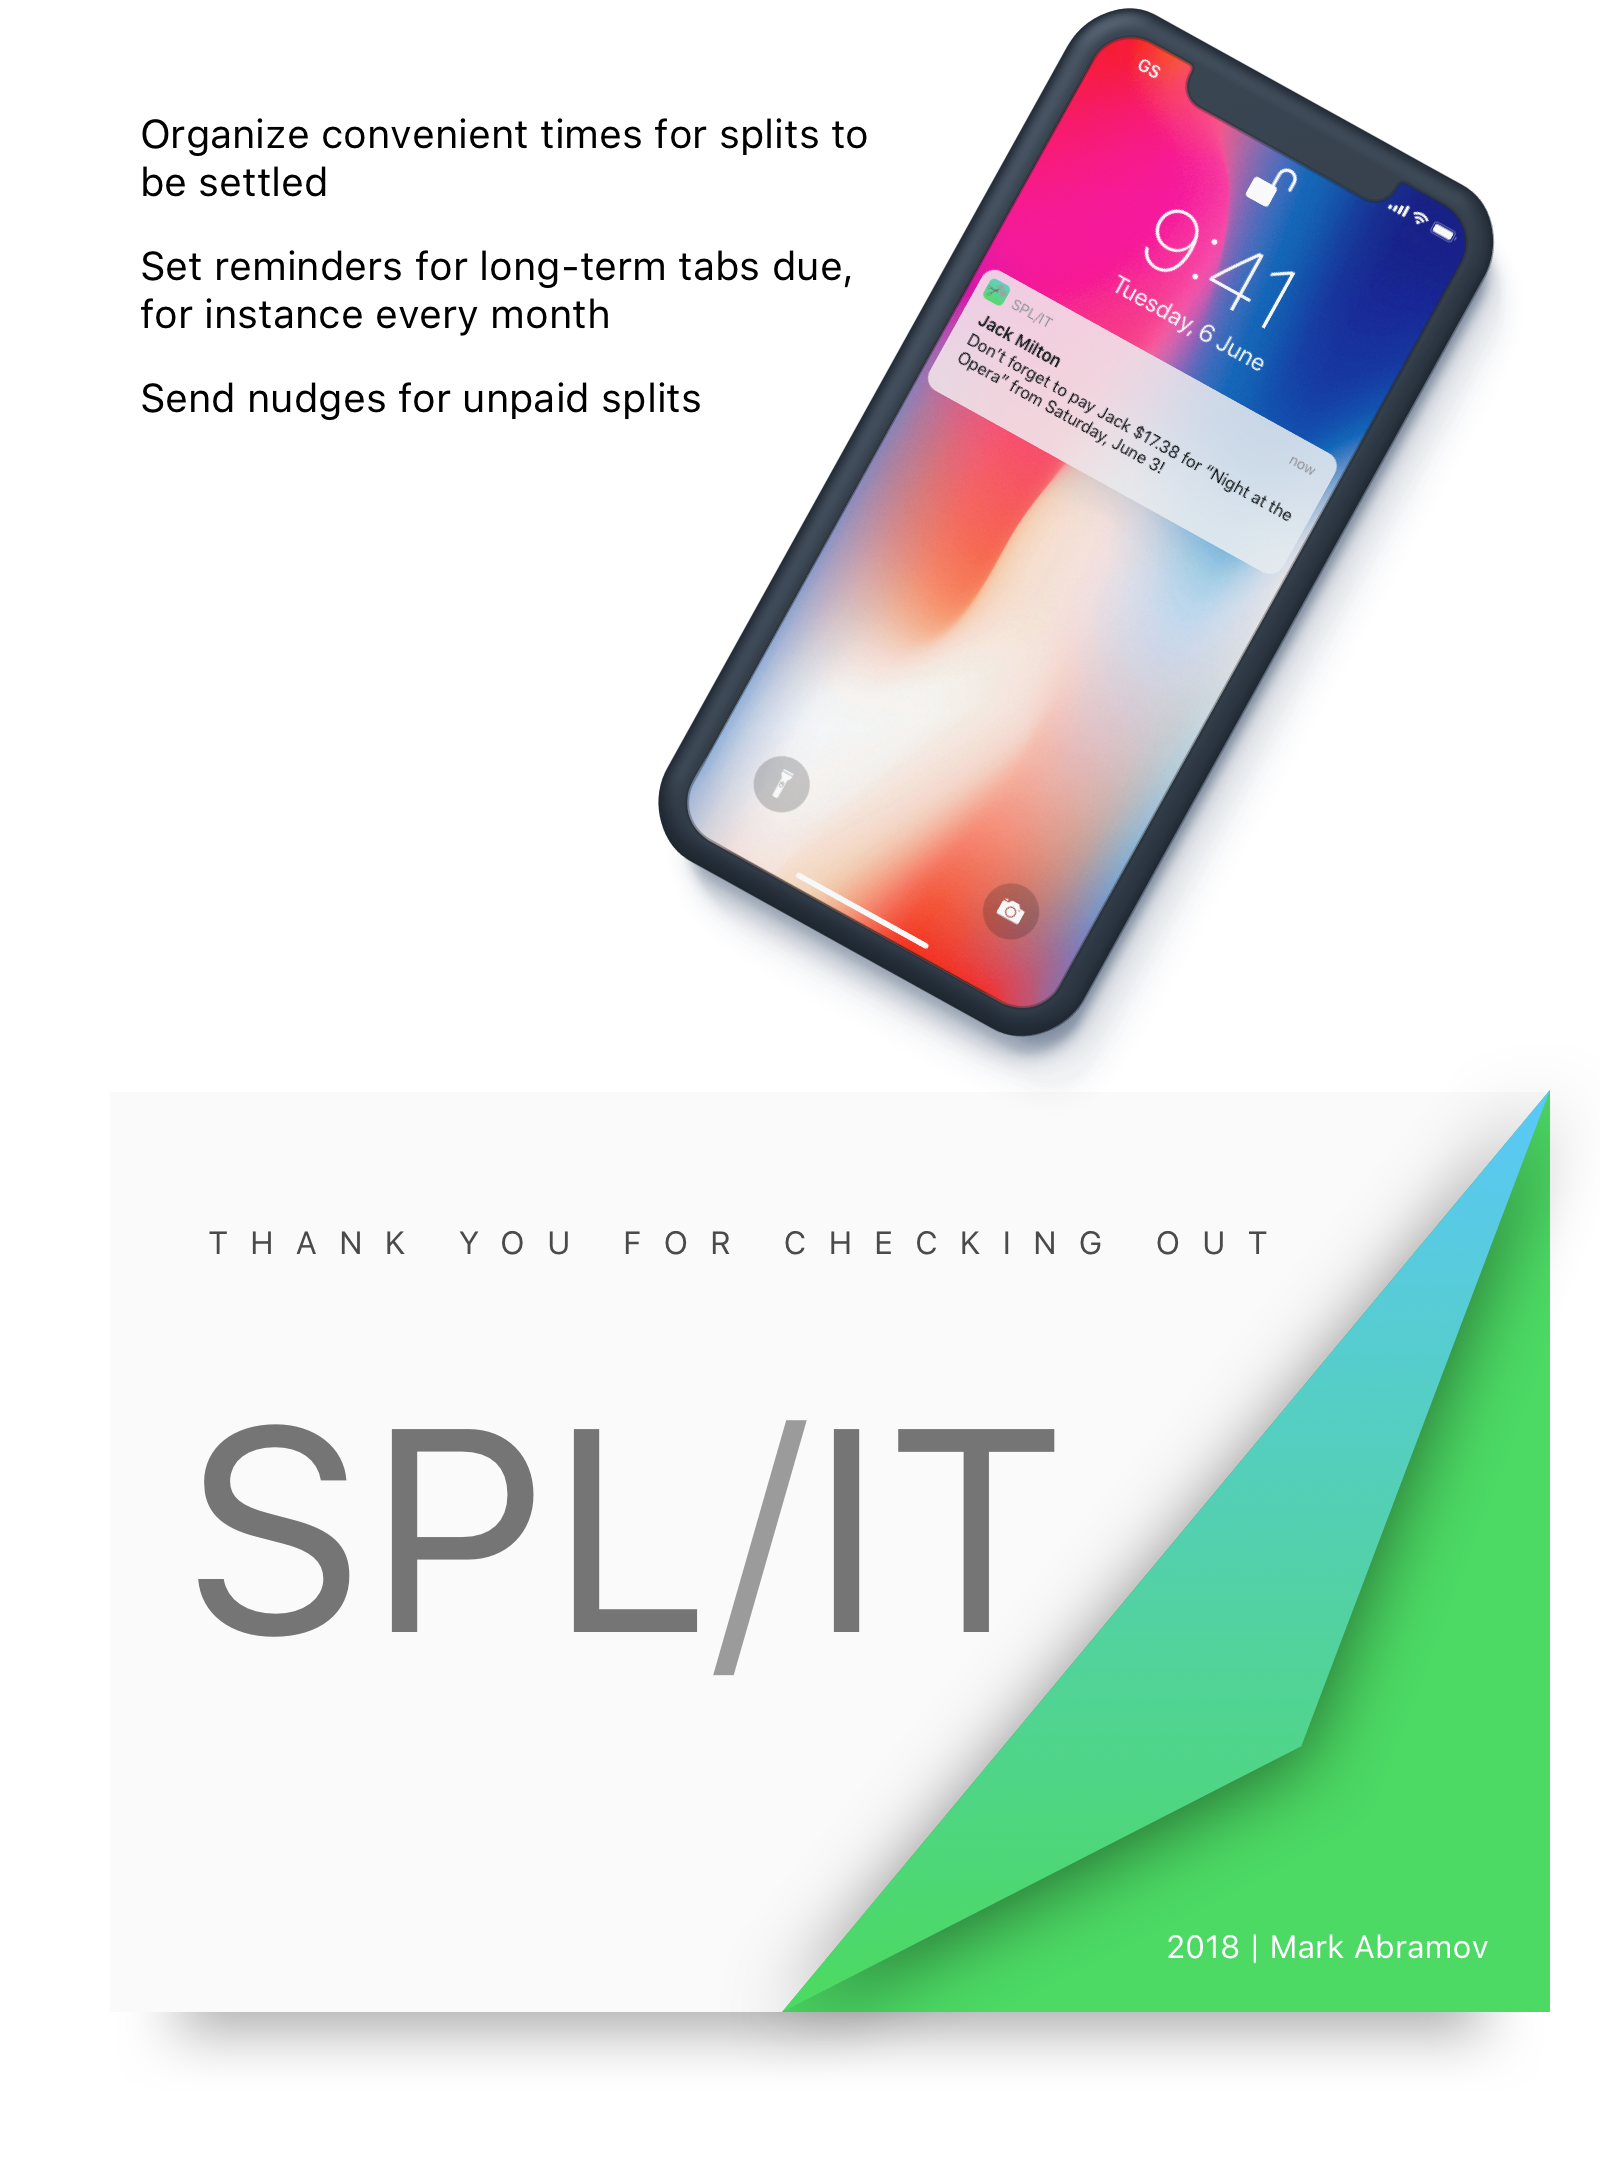 Organize convenient times for splits to
be settled
Set reminders for long-term tabs due,
for instance every month
Send nudges for unpaid splits
GS
9:41
Tuesday, 6 June
SPL/IT
now
Jack Milton
Don't forget to pay Jack $17.38 for "Night at the
Opera" from Saturday, June 3!
THANK YOU FOR CHECKING OUT
SPL/IT
2018 | Mark Abramov